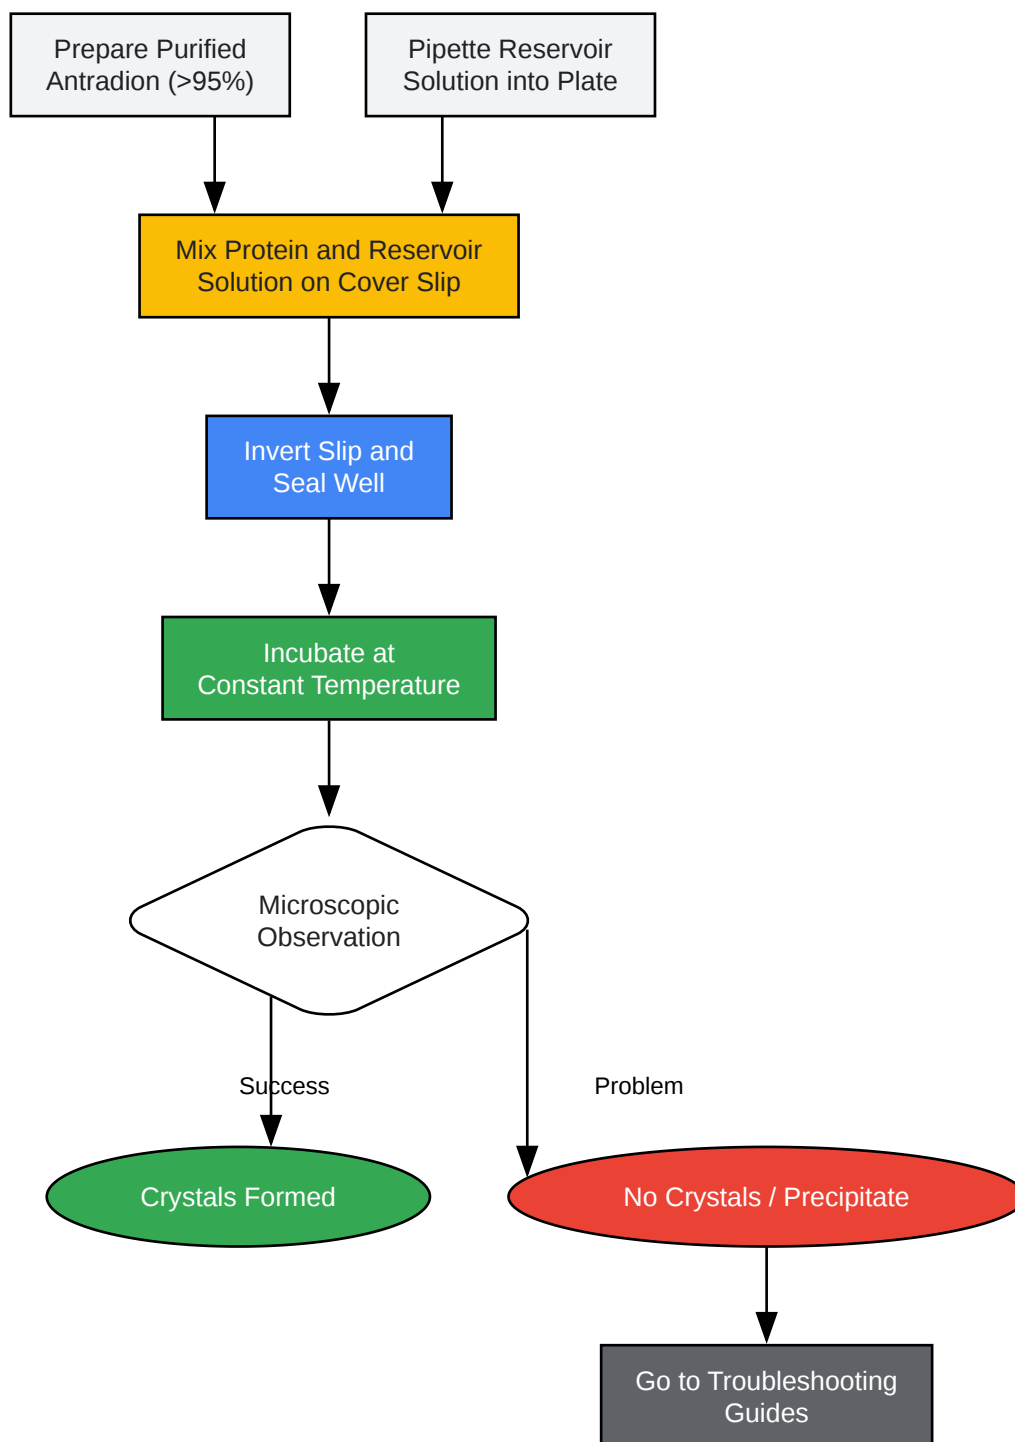 Prepare Purified
Antradion (>95%)
Pipette Reservoir
Solution into Plate
Mix Protein and Reservoir
Solution on Cover Slip
Invert Slip and
Seal Well
Incubate at
Constant Temperature
Microscopic
Observation
Success
Problem
Crystals Formed
No Crystals / Precipitate
Go to Troubleshooting
Guides